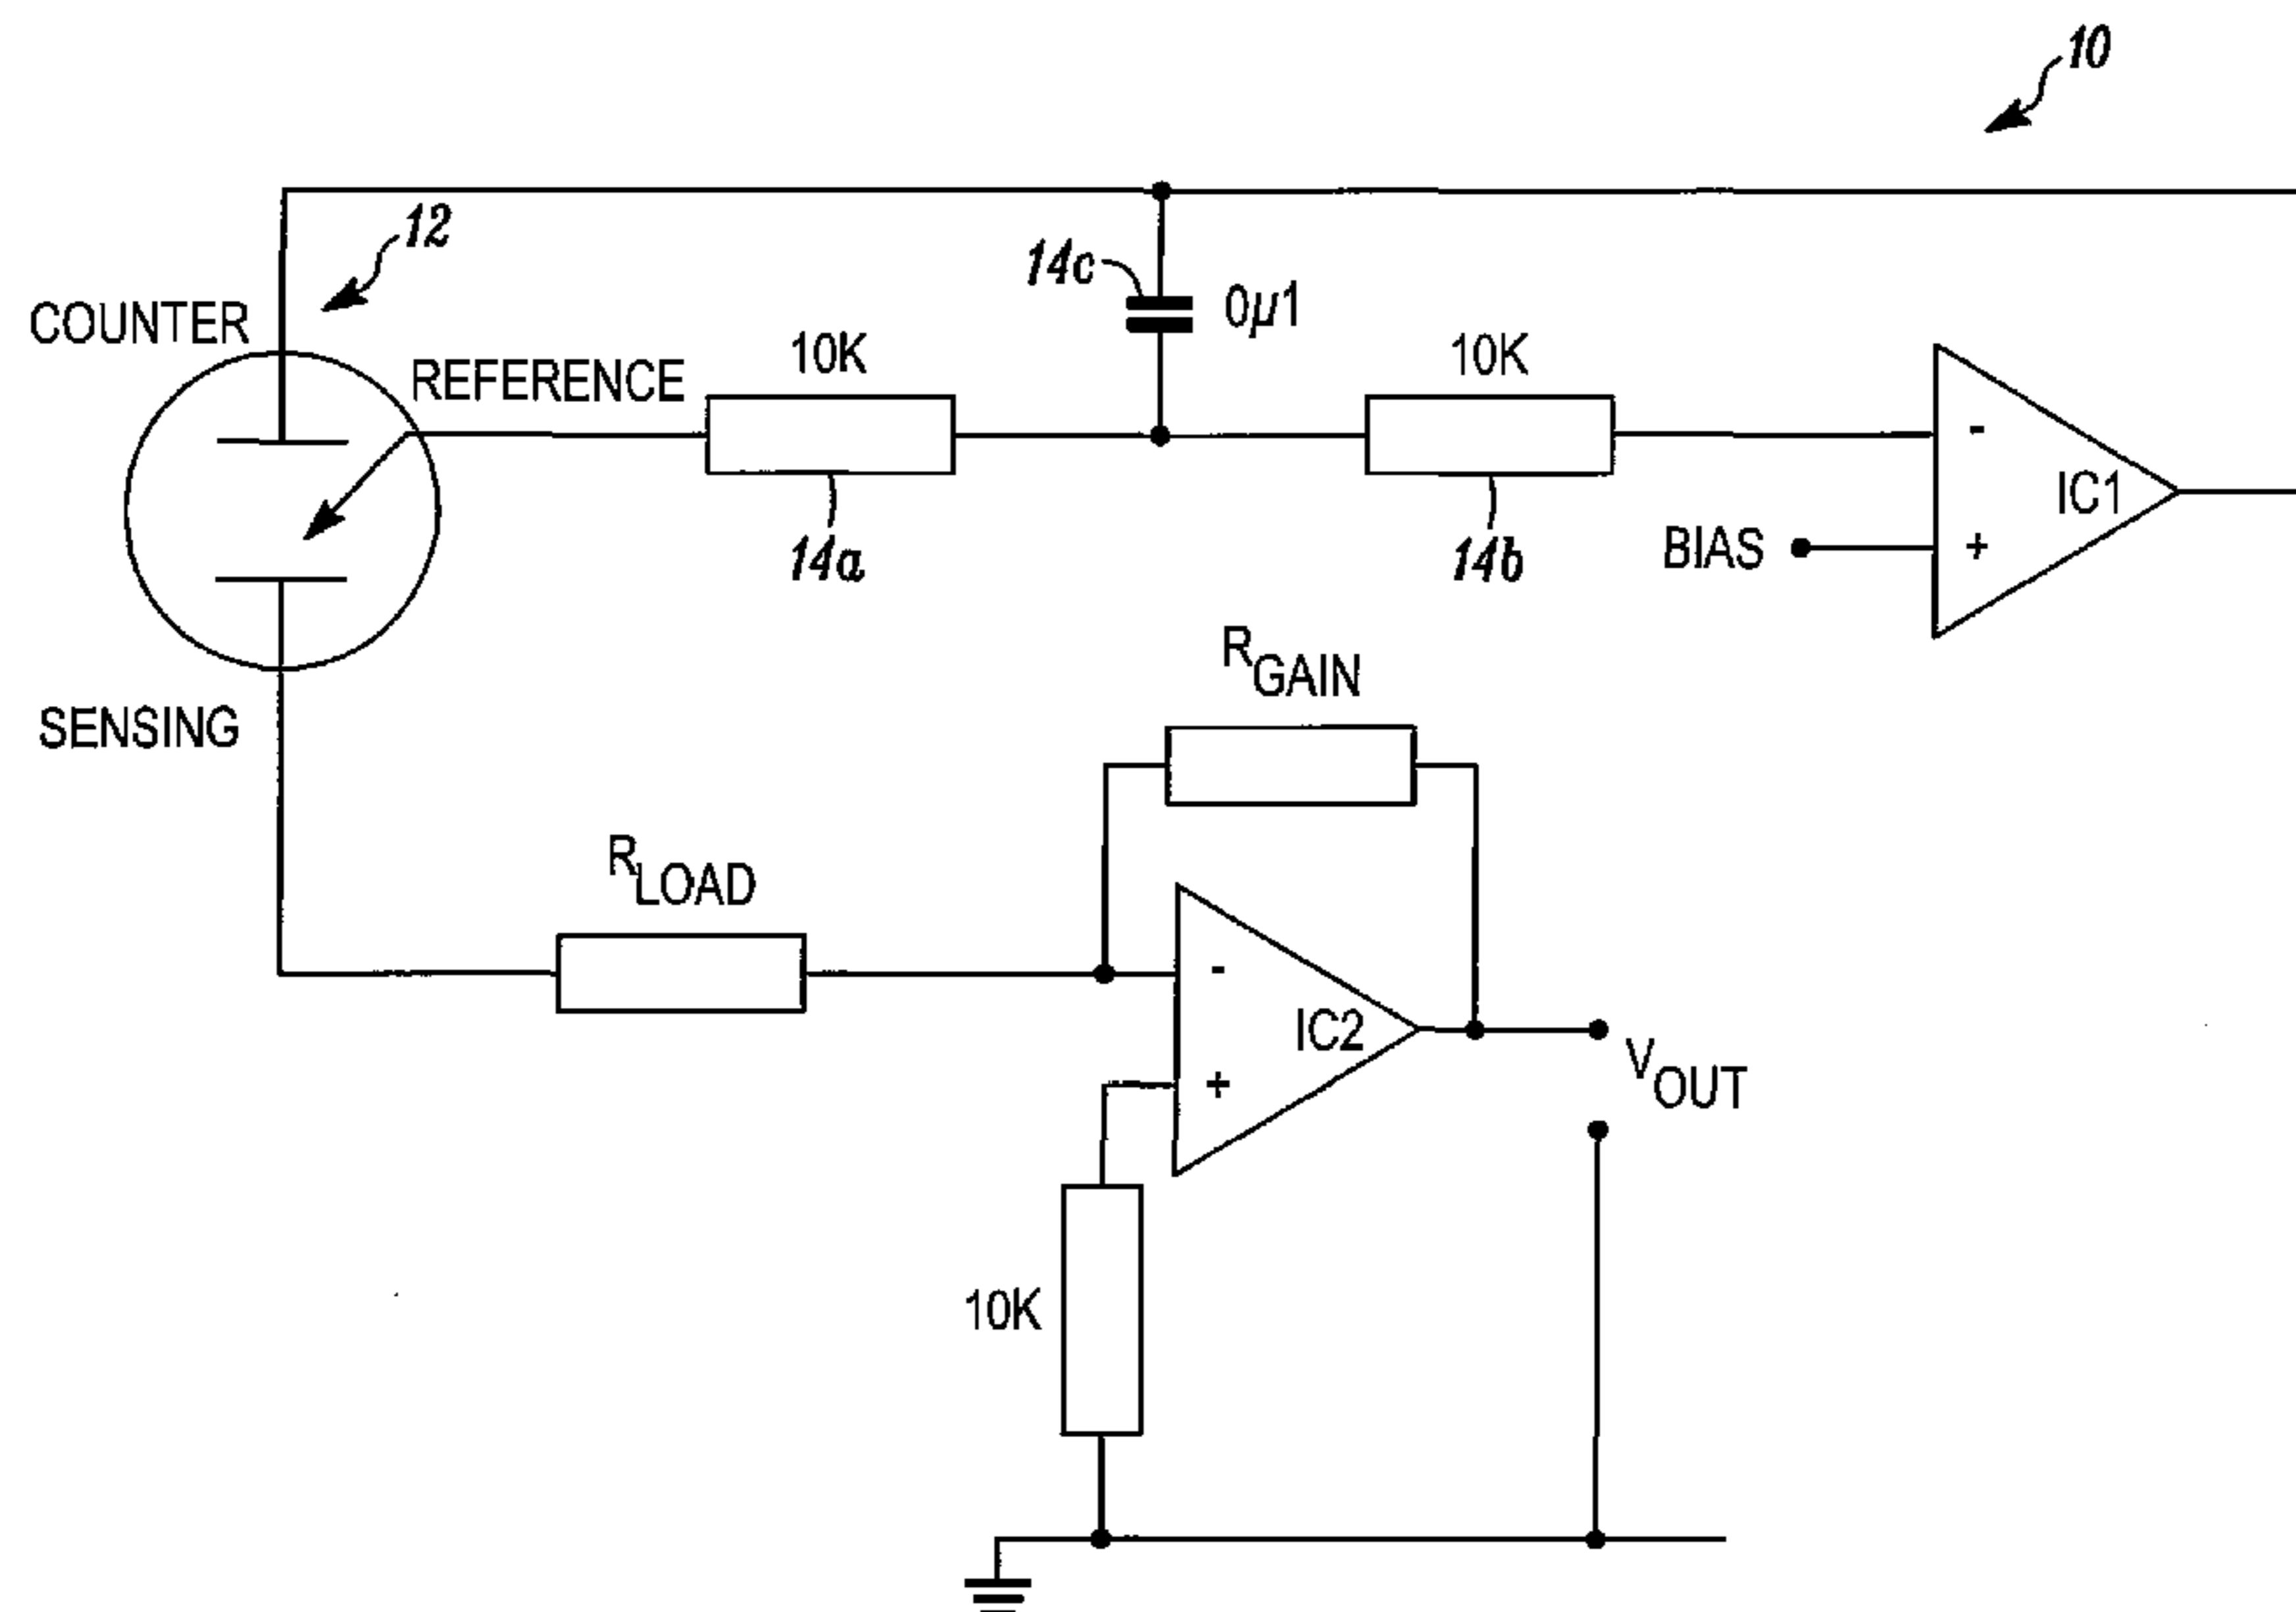 10
12
COUNTER
REFERENCE
10K
14c
0µ1
10K
14a
14b
BIAS
-
+
IC1
SENSING
RGAIN
RLOAD
-
+
IC2
VOUT
10K